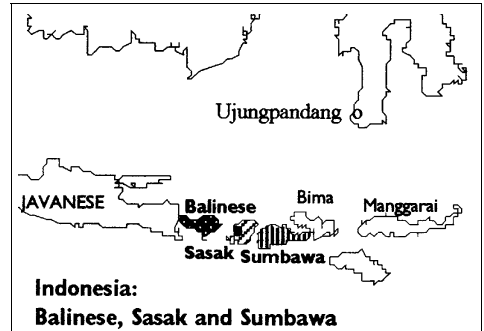 Ujungpandang
Bima
JAVANESE
Balinese
Manggarai
Sasak
Sumbawa
Indonesia:
Balinese, Sasak and Sumbawa